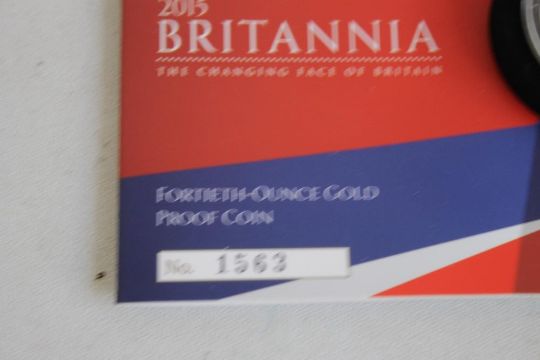 2015
BRITANNIA
THE CHANGING FACE OF BRITAIN
FORTIETH-OUNCE GOLD
PROOF COIN
No. 1563